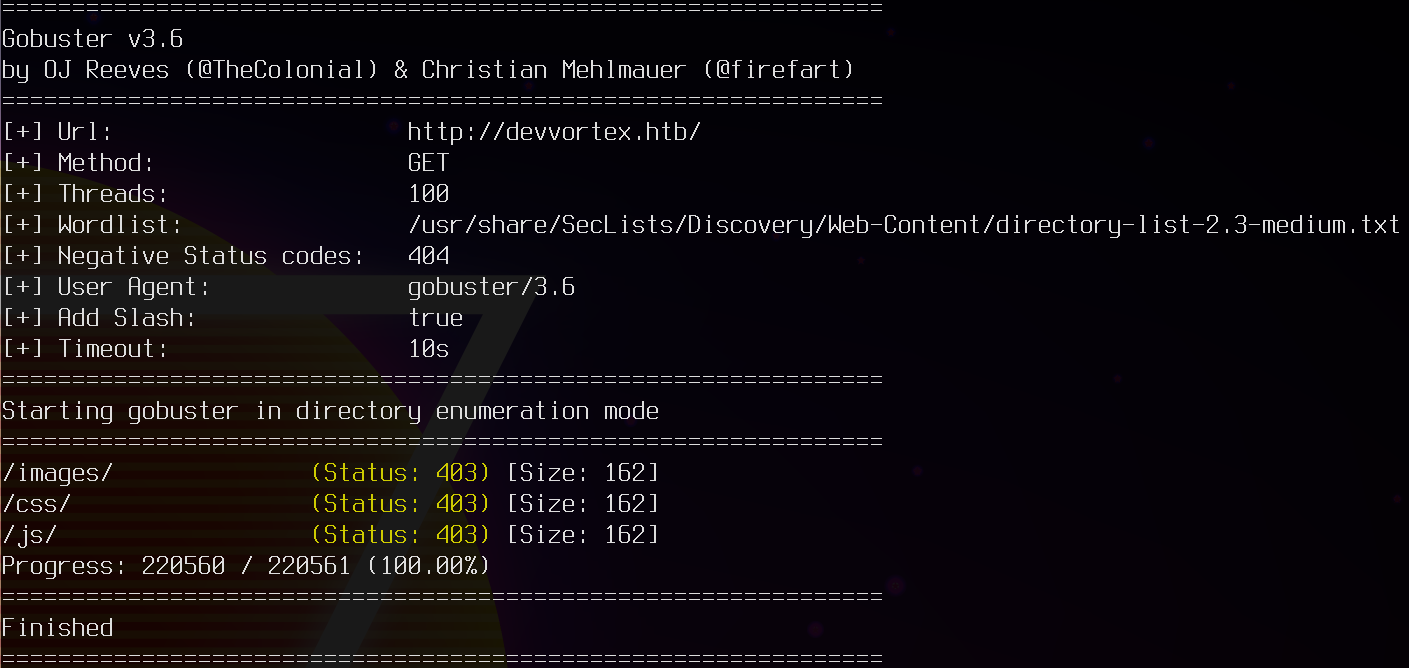 ===============================================================
Gobuster v3.6
by OJ Reeves (@TheColonial) & Christian Mehlmauer (@firefart)
===============================================================
[+] Url:                     http://devvortex.htb/
[+] Method:                  GET
[+] Threads:                 100
[+] Wordlist:                /usr/share/SecLists/Discovery/Web-Content/directory-list-2.3-medium.txt
[+] Negative Status codes:   404
[+] User Agent:              gobuster/3.6
[+] Add Slash:               true
[+] Timeout:                 10s
===============================================================
Starting gobuster in directory enumeration mode
===============================================================
/images/              (Status: 403) [Size: 162]
/css/                 (Status: 403) [Size: 162]
/js/                  (Status: 403) [Size: 162]
Progress: 220560 / 220561 (100.00%)
===============================================================
Finished
===============================================================